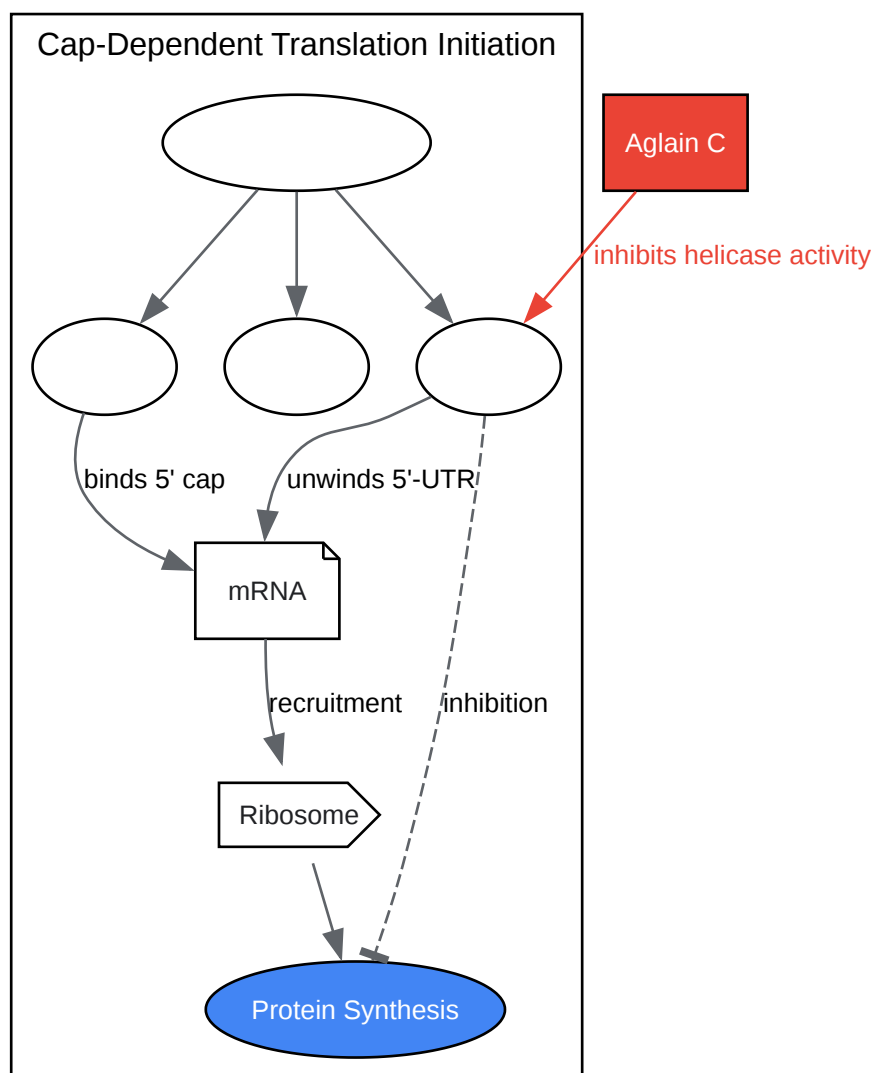 Cap-Dependent Translation Initiation
Aglain C
inhibits helicase activity
binds 5' cap
unwinds 5'-UTR
mRNA
recruitment
inhibition
Ribosome
Protein Synthesis